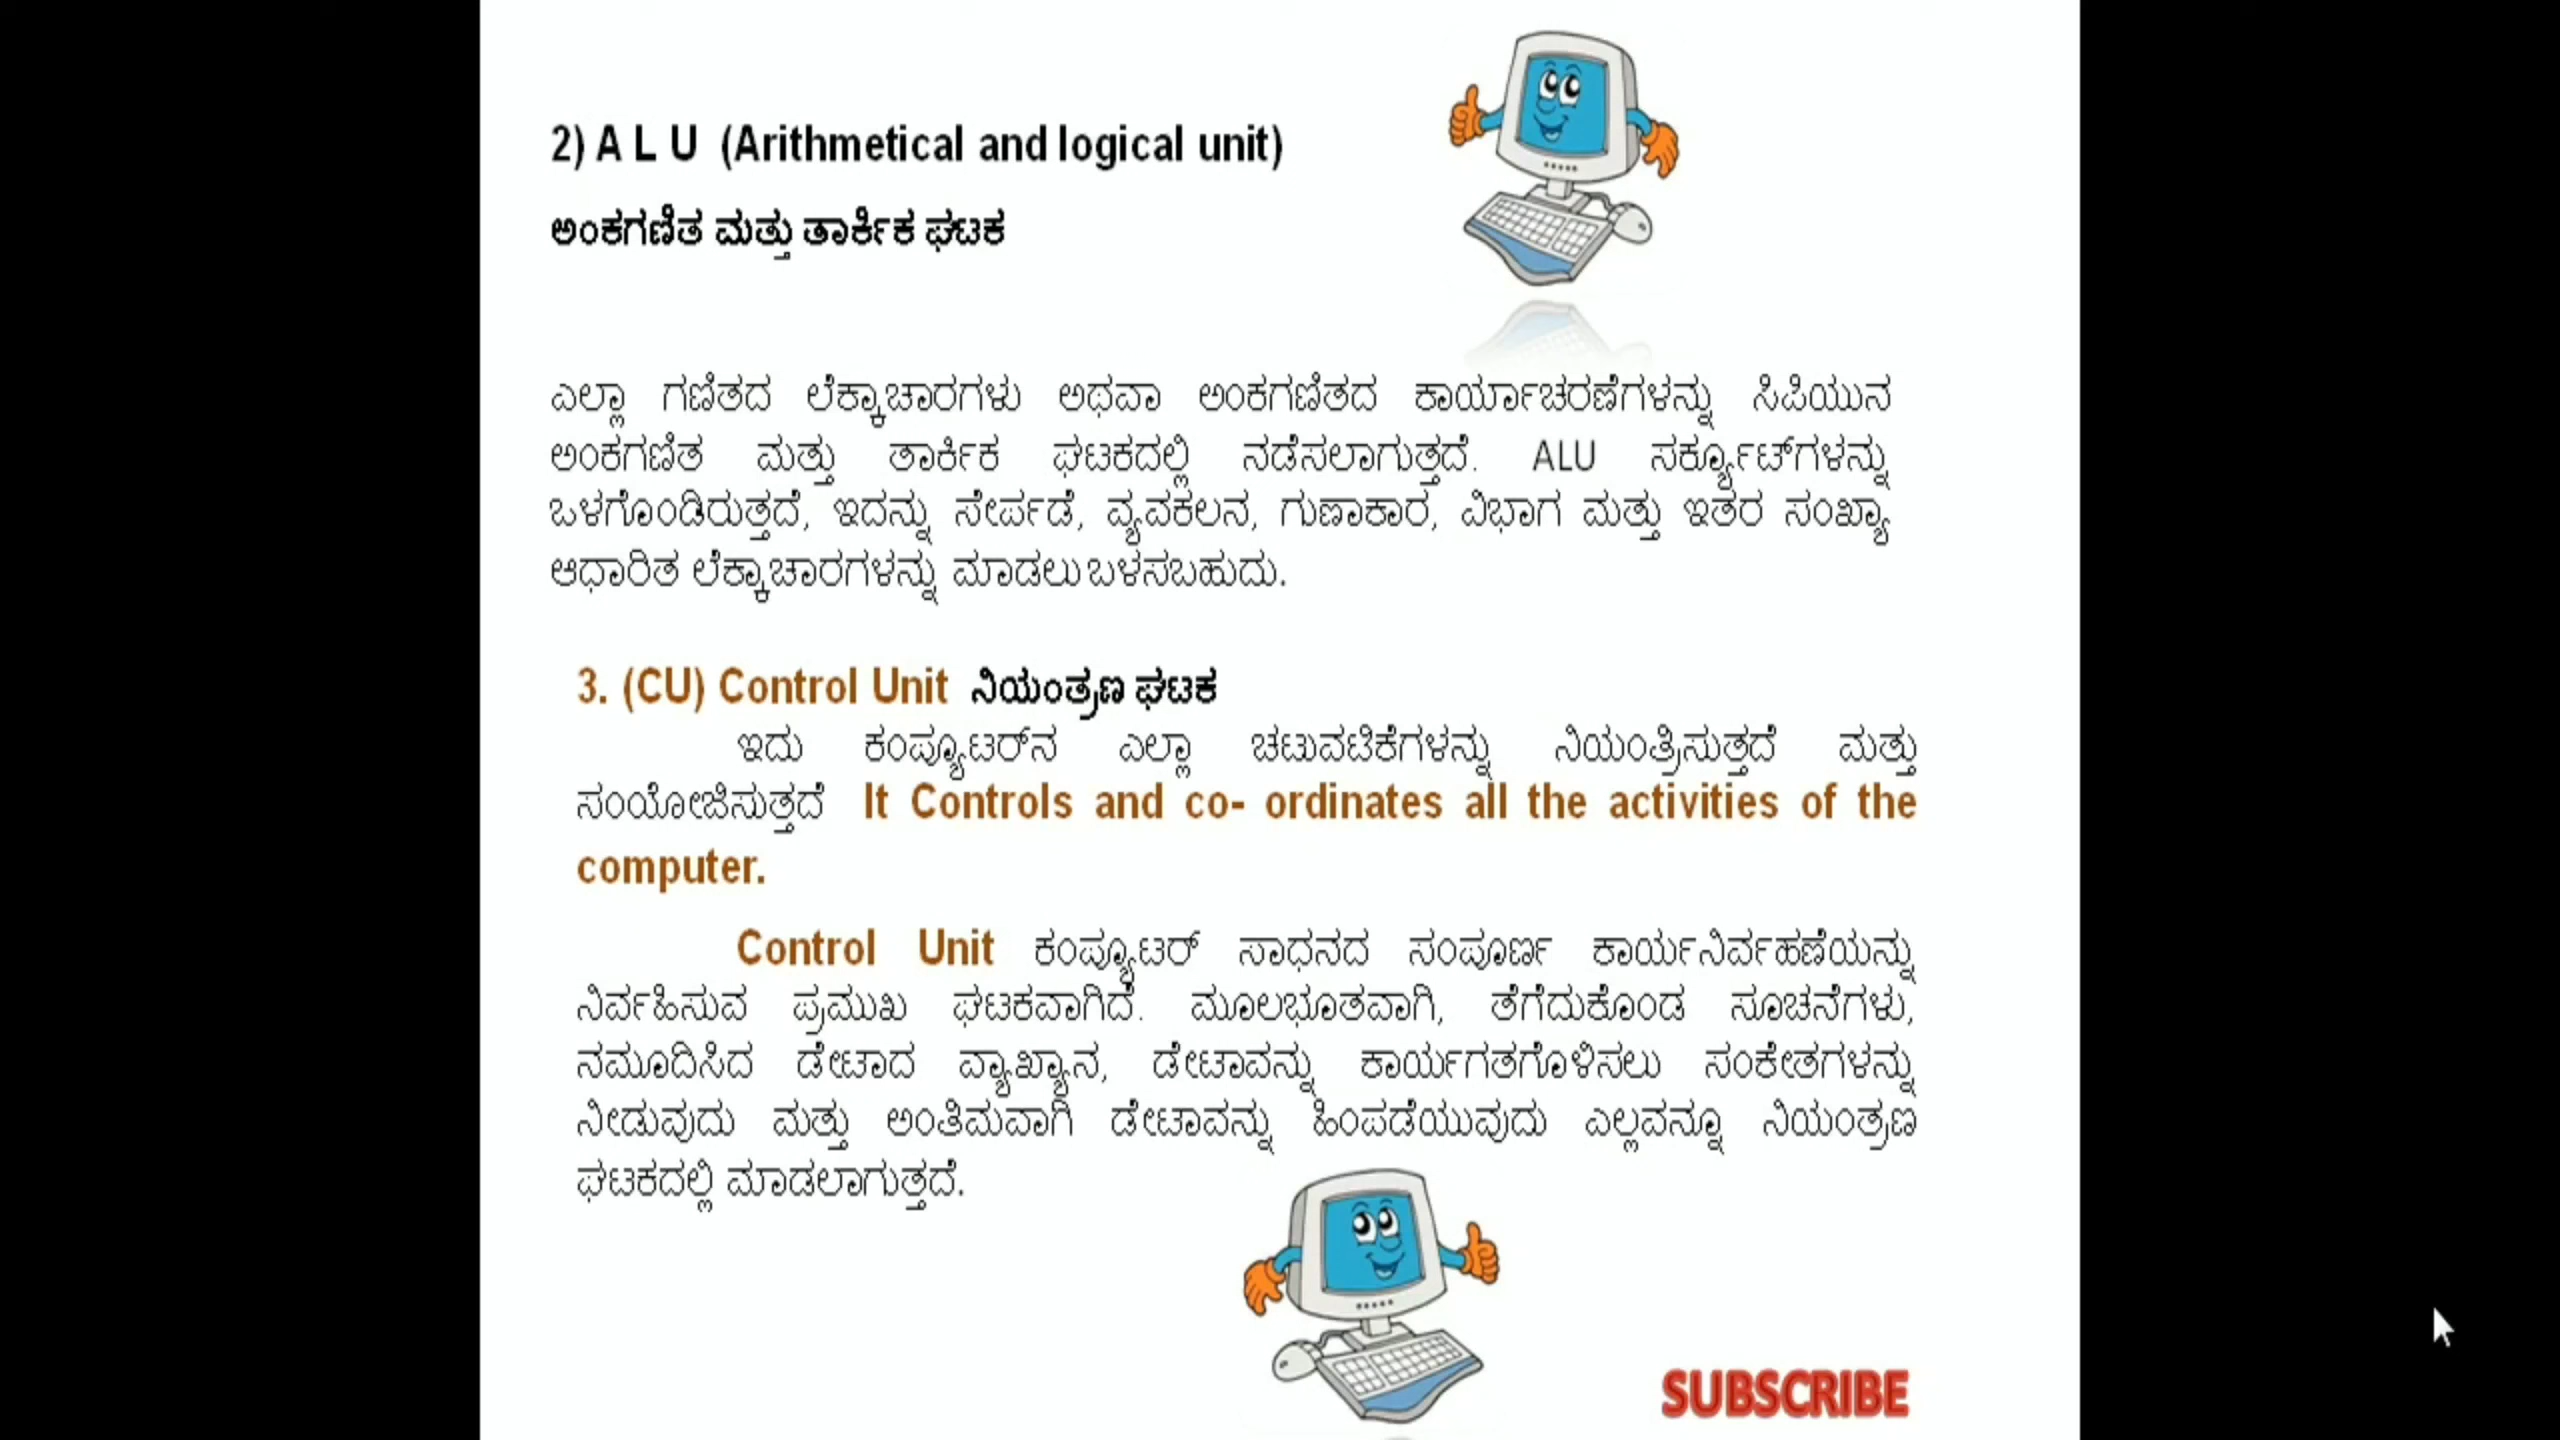 2) A L U (Arithmetical and logical unit)
ಅಂಕಗಣಿತ ಮತ್ತು ತಾರ್ಕಿಕ ಘಟಕ
ಎಲ್ಲಾ ಗಣಿತದ ಲೆಕ್ಕಾಚಾರಗಳು ಅಥವಾ ಅಂಕಗಣಿತದ ಕಾರ್ಯಾಚರಣೆಗಳನ್ನು ಸಿಪಿಯುನ
ಅಂಕಗಣಿತ ಮತ್ತು ತಾರ್ಕಿಕ ಘಟಕದಲ್ಲಿ ನಡೆಸಲಾಗುತ್ತದೆ. ALU ಸರ್ಕ್ಯೂಟ್‌ಗಳನ್ನು
ಒಳಗೊಂಡಿರುತ್ತದೆ, ಇದನ್ನು ಸೇರ್ಪಡೆ, ವ್ಯವಕಲನ, ಗುಣಾಕಾರ, ವಿಭಾಗ ಮತ್ತು ಇತರ ಸಂಖ್ಯಾ
ಆಧಾರಿತ ಲೆಕ್ಕಾಚಾರಗಳನ್ನು ಮಾಡಲು ಬಳಸಬಹುದು.
3. (CU) Control Unit ನಿಯಂತ್ರಣ ಘಟಕ
ಇದು ಕಂಪ್ಯೂಟರ್‌ನ ಎಲ್ಲಾ ಚಟುವಟಿಕೆಗಳನ್ನು ನಿಯಂತ್ರಿಸುತ್ತದೆ ಮತ್ತು
ಸಂಯೋಜಿಸುತ್ತದೆ It Controls and co- ordinates all the activities of the
computer.
Control Unit ಕಂಪ್ಯೂಟರ್ ಸಾಧನದ ಸಂಪೂರ್ಣ ಕಾರ್ಯನಿರ್ವಹಣೆಯನ್ನು
ನಿರ್ವಹಿಸುವ ಪ್ರಮುಖ ಘಟಕವಾಗಿದೆ. ಮೂಲಭೂತವಾಗಿ, ತೆಗೆದುಕೊಂಡ ಸೂಚನೆಗಳು,
ನಮೂದಿಸಿದ ಡೇಟಾದ ವ್ಯಾಖ್ಯಾನ, ಡೇಟಾವನ್ನು ಕಾರ್ಯಗತಗೊಳಿಸಲು ಸಂಕೇತಗಳನ್ನು
ನೀಡುವುದು ಮತ್ತು ಅಂತಿಮವಾಗಿ ಡೇಟಾವನ್ನು ಹಿಂಪಡೆಯುವುದು ಎಲ್ಲವನ್ನೂ ನಿಯಂತ್ರಣ
ಘಟಕದಲ್ಲಿ ಮಾಡಲಾಗುತ್ತದೆ.
SUBSCRIBE